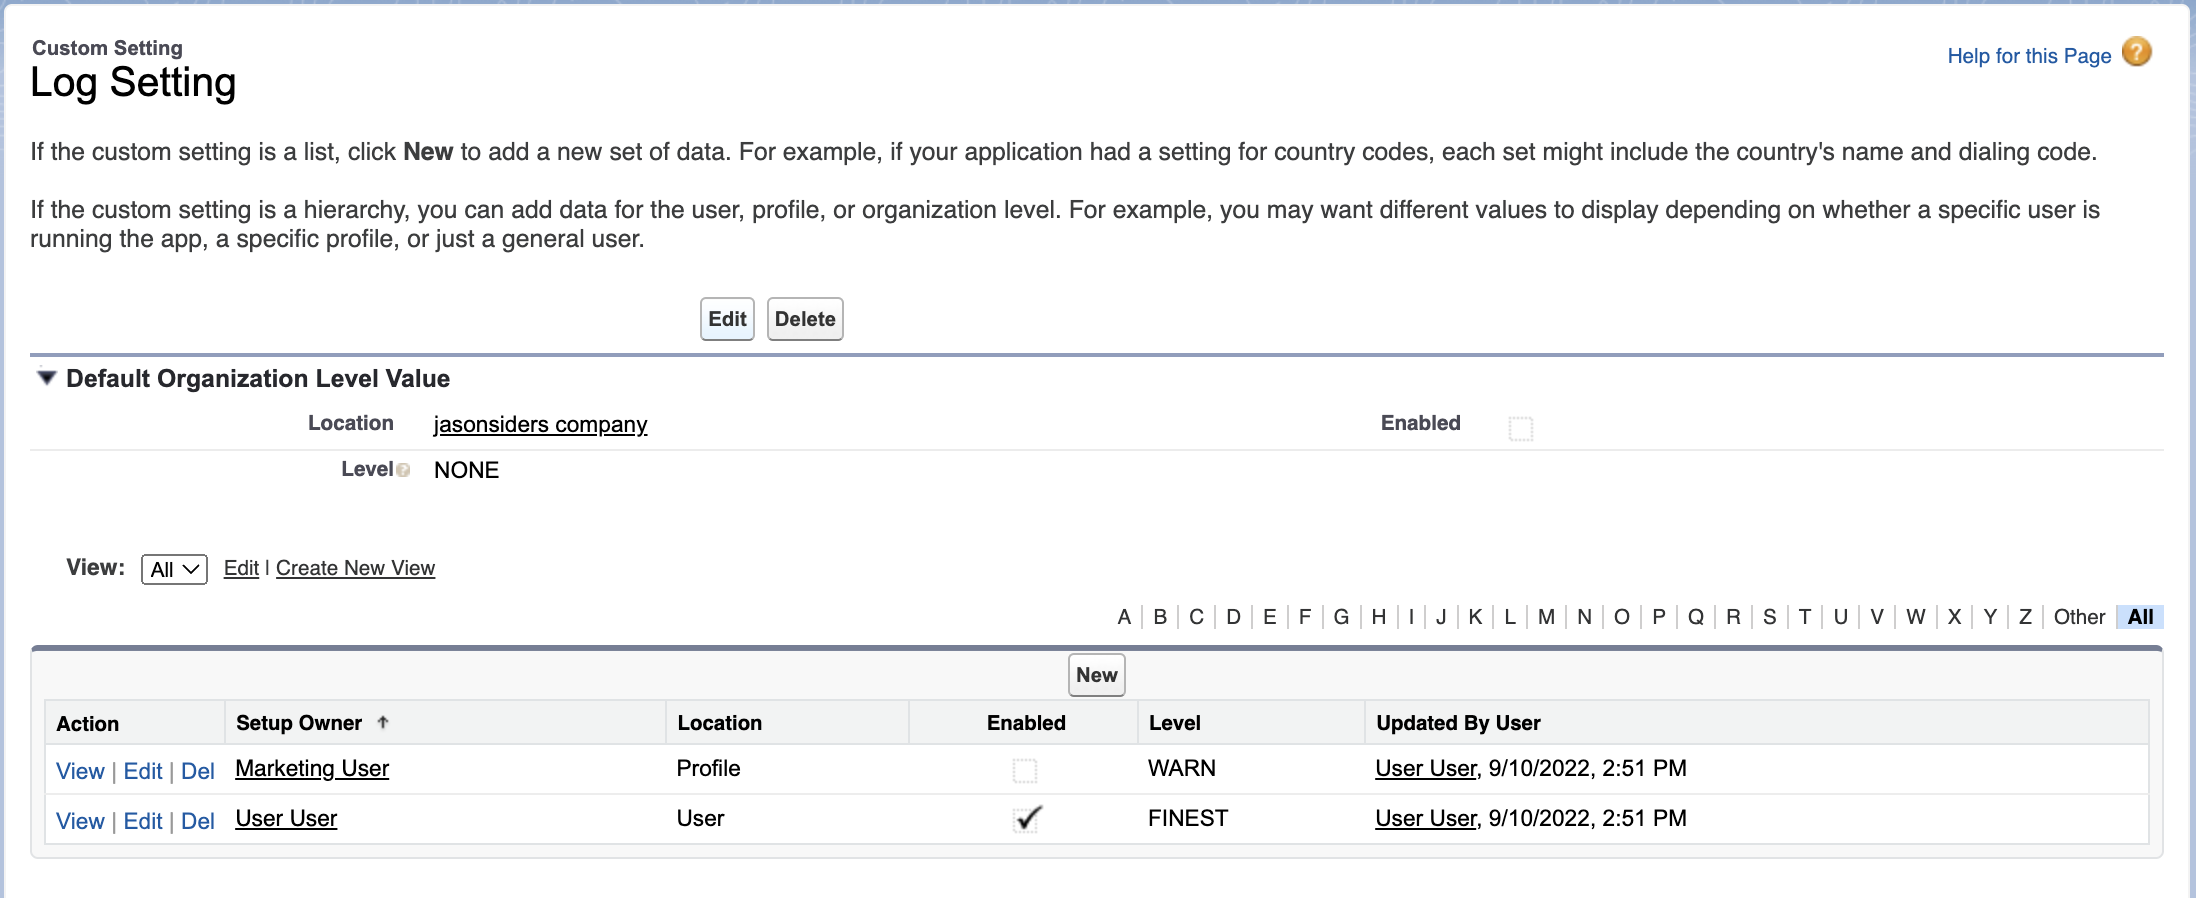 Custom Setting
Log Setting
Help for this Page ?
If the custom setting is a list, click New to add a new set of data. For example, if your application had a setting for country codes, each set might include the country's name and dialing code.
If the custom setting is a hierarchy, you can add data for the user, profile, or organization level. For example, you may want different values to display depending on whether a specific user is
running the app, a specific profile, or just a general user.
Edit Delete
Default Organization Level Value
Location jasonsiders company Enabled
Level ? NONE
View: All Edit | Create New View
A | B | C | D | E | F | G | H | I | J | K | L | M | N | O | P | Q | R | S | T | U | V | W | X | Y | Z | Other | All
New
Action Setup Owner ↑ Location Enabled Level Updated By User
View | Edit | Del Marketing User Profile WARN User User, 9/10/2022, 2:51 PM
View | Edit | Del User User User FINEST User User, 9/10/2022, 2:51 PM